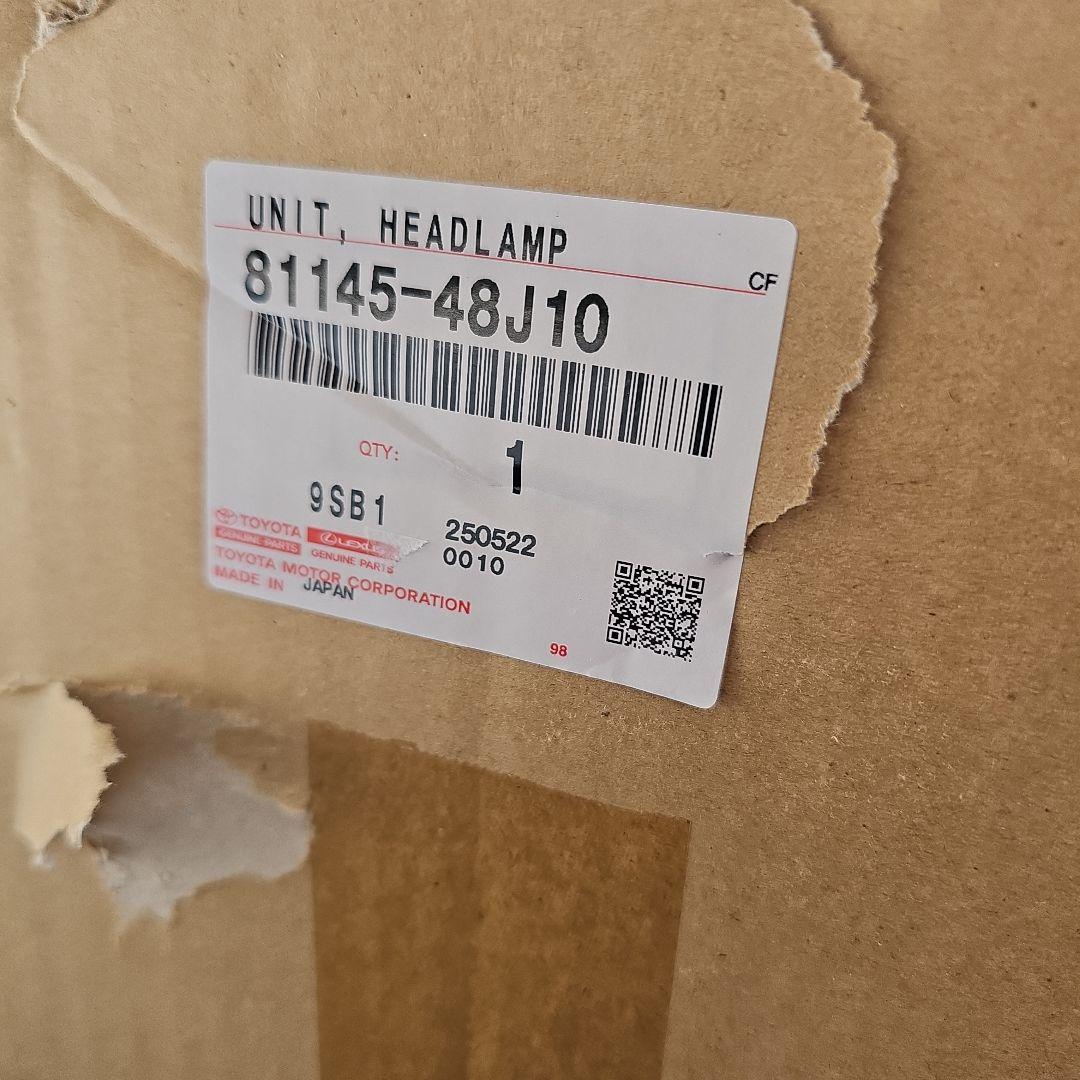 UNIT, HEADLAMP
CF
81145-48J10
QTY: 1
9SB1
250522
0010
TOYOTA
GENUINE PARTS
LEXUS
GENUINE PARTS
TOYOTA MOTOR CORPORATION
MADE IN JAPAN
98